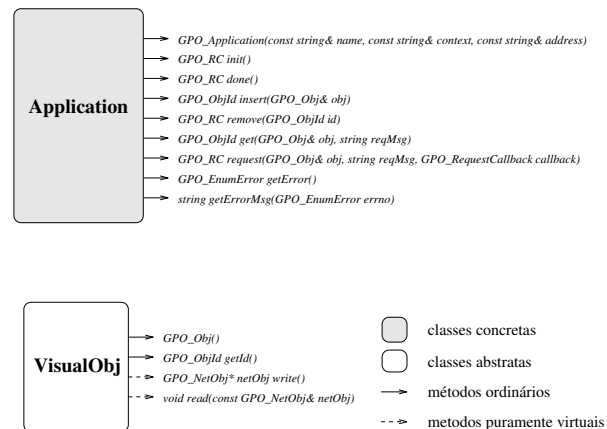 GPO_Application(const string& name, const string& context, const string& address)
GPO_RC init()
GPO_RC done()
Application
GPO_ObjId insert(GPO_Obj& obj)
GPO_RC remove(GPO_ObjId id)
GPO_ObjId get(GPO_Obj& obj, string reqMsg)
GPO_RC request(GPO_Obj& obj, string reqMsg, GPO_RequestCallback callback)
GPO_EnumError getError()
string getErrorMsg(GPO_EnumError errno)
VisualObj
GPO_Obj()
GPO_ObjId getId()
GPO_NetObj* netObj write()
void read(const GPO_NetObj& netObj)
classes concretas
classes abstratas
métodos ordinários
metodos puramente virtuais